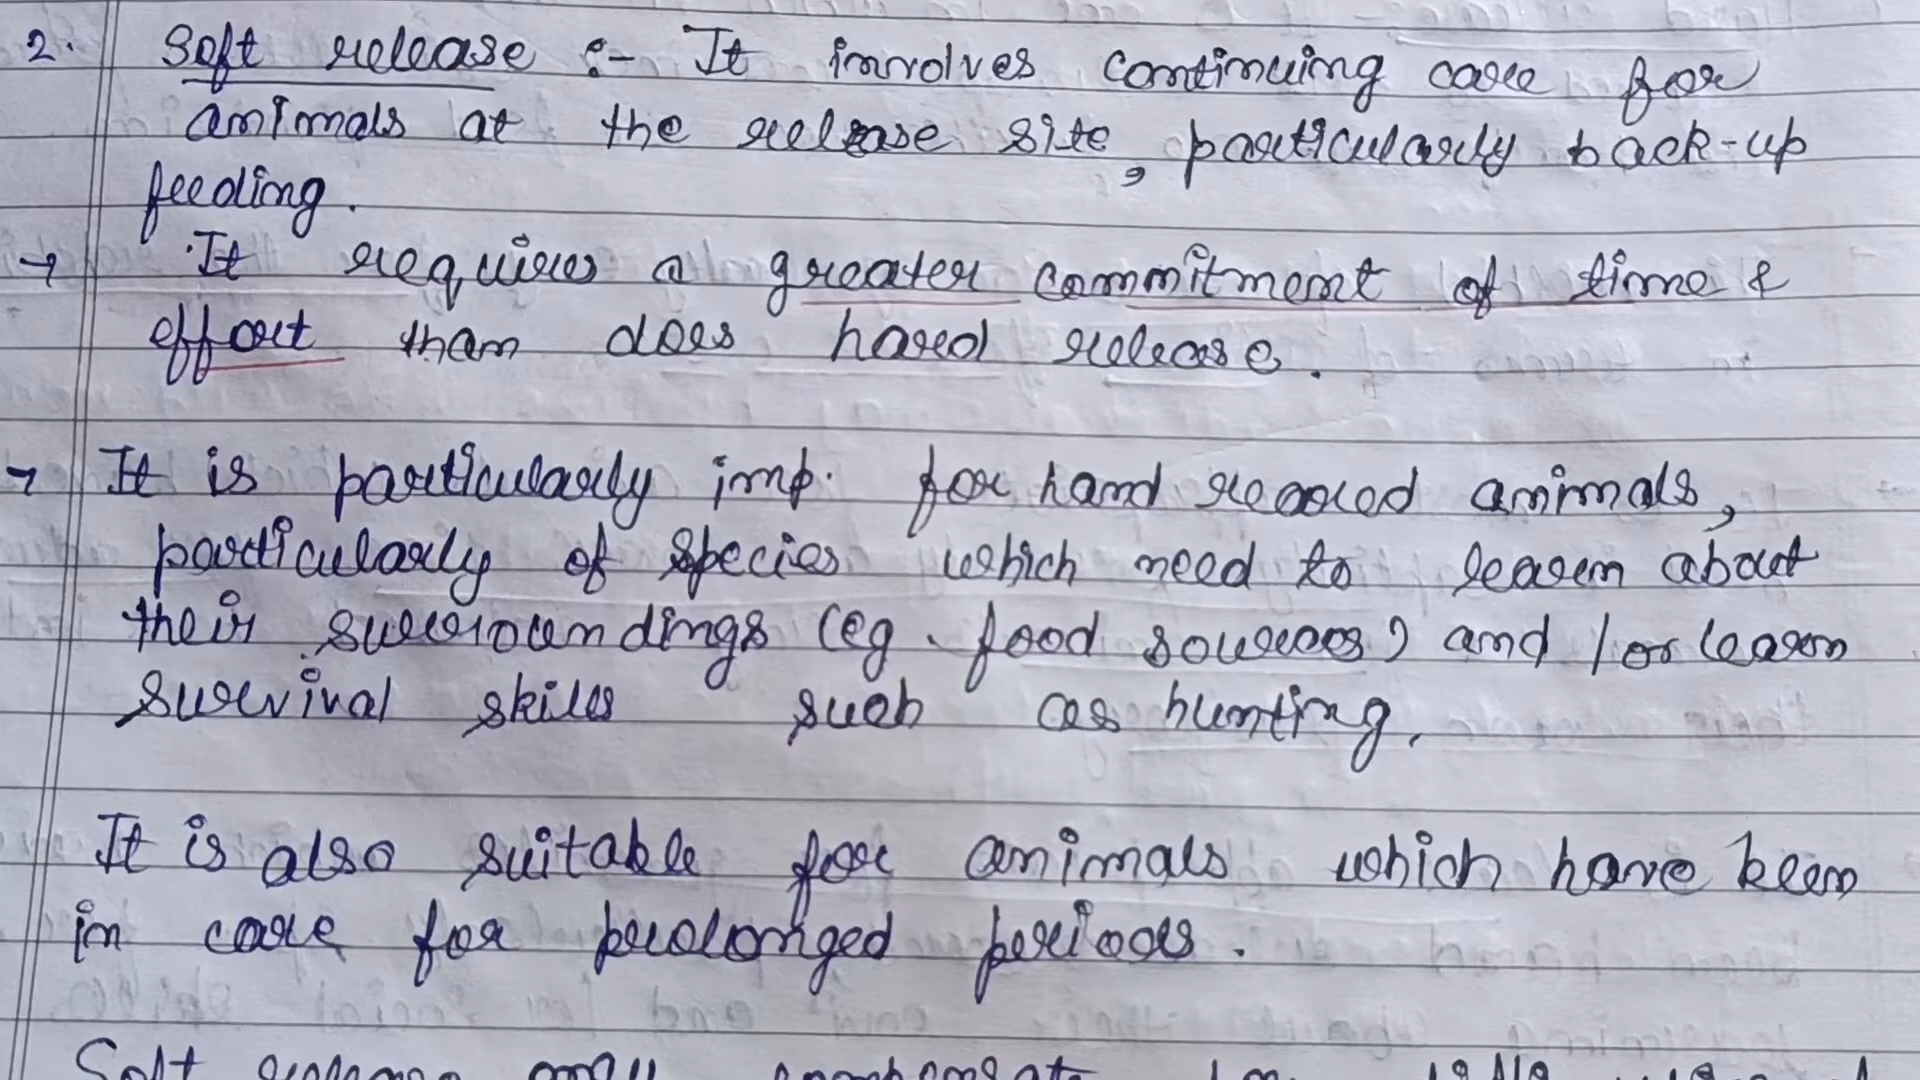 2. Soft release :- It involves continuing care for
animals at the release site, particularly back-up
feeding.
→ It requires a greater commitment of time &
effort than does hard release.
→ It is particularly imp. for hand reared animals,
particularly of species which need to learn about
their surroundings (eg. food sources) and / or learn
survival skills such as hunting.
It is also suitable for animals which have been
in care for prolonged periods.
Soft release may